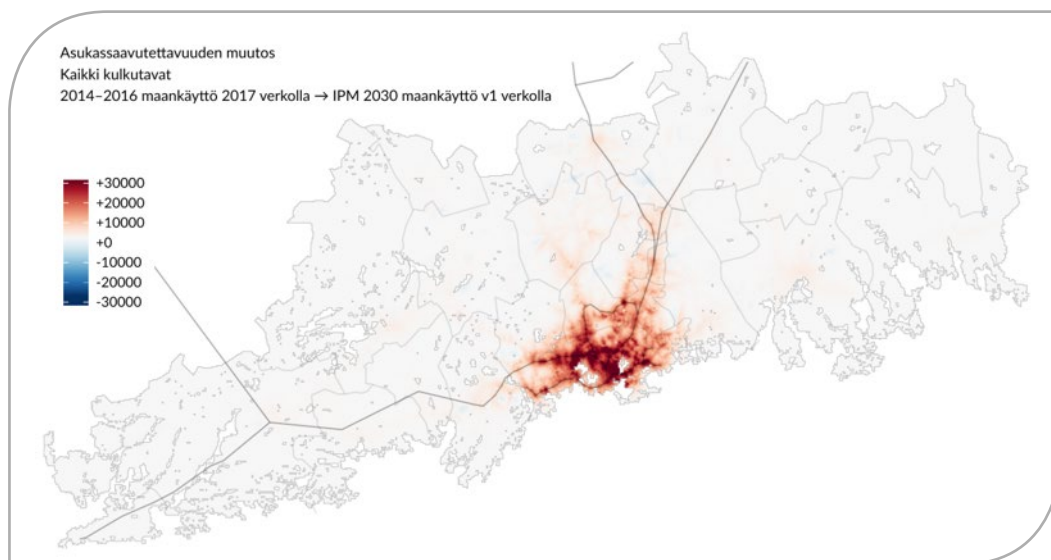 Asukassaavutettavuuden muutos
Kaikki kulkutavat
2014–2016 maankäyttö 2017 verkolla → IPM 2030 maankäyttö v1 verkolla
+30000
+20000
+10000
+0
-10000
-20000
-30000